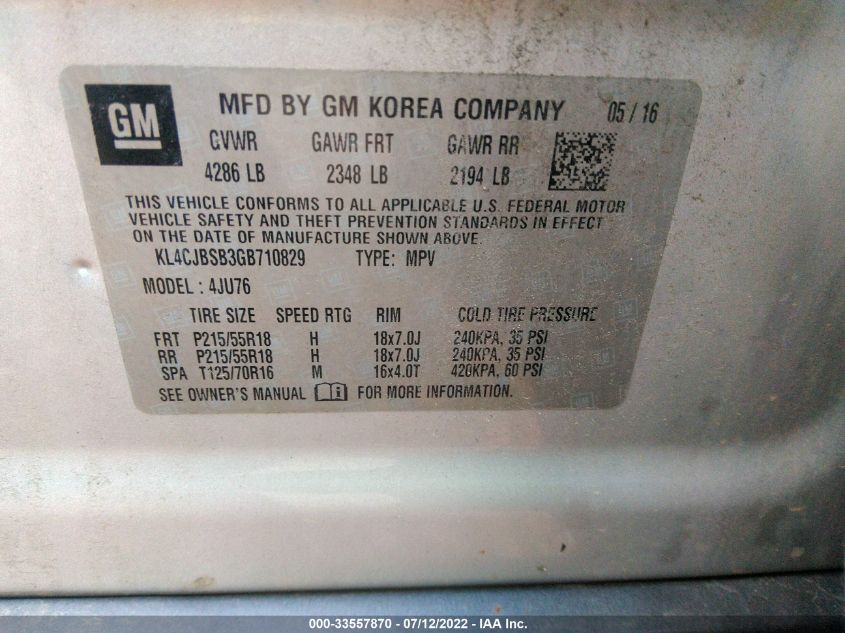 GM
MFD BY GM KOREA COMPANY 05 / 16
GVWR GAWR FRT GAWR RR
4286 LB 2348 LB 2194 LB
THIS VEHICLE CONFORMS TO ALL APPLICABLE U.S. FEDERAL MOTOR
VEHICLE SAFETY AND THEFT PREVENTION STANDARDS IN EFFECT
ON THE DATE OF MANUFACTURE SHOWN ABOVE.
KL4CJBSB3GB710829 TYPE: MPV
MODEL : 4JU76
TIRE SIZE SPEED RTG RIM COLD TIRE PRESSURE
FRT P215/55R18 H 18x7.0J 240KPA, 35 PSI
RR P215/55R18 H 18x7.0J 240KPA, 35 PSI
SPA T125/70R16 M 16x4.0T 420KPA, 60 PSI
SEE OWNER'S MANUAL FOR MORE INFORMATION.
000-33557870 - 07/12/2022 - IAA Inc.